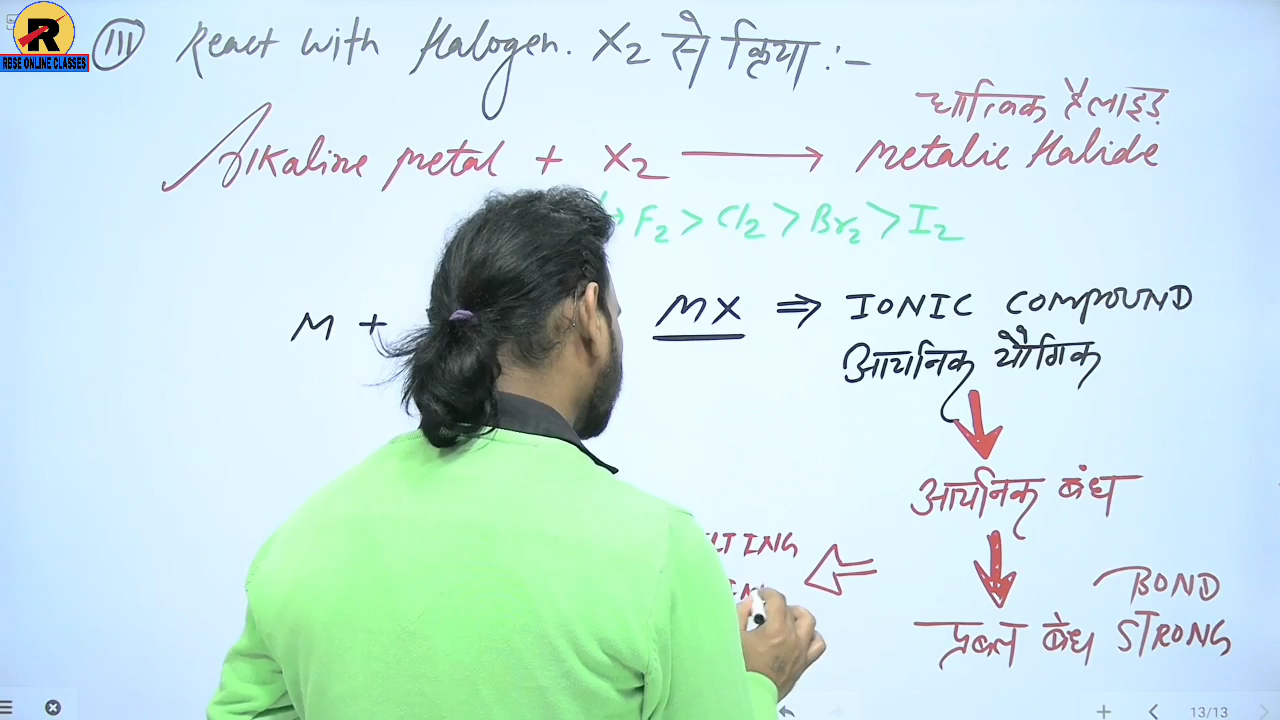 R
RBSE ONLINE CLASSES
III React with Halogen. X2 से क्रिया :-
धात्विक हैलाइड
Alkaline metal + X2 ⟶ Metalic Halide
F2 > Cl2 > Br2 > I2
M + MX ⇒ IONIC COMPOUND
आयनिक यौगिक
आयनिक बंध
BOND
प्रबल बंध STRONG
13/13